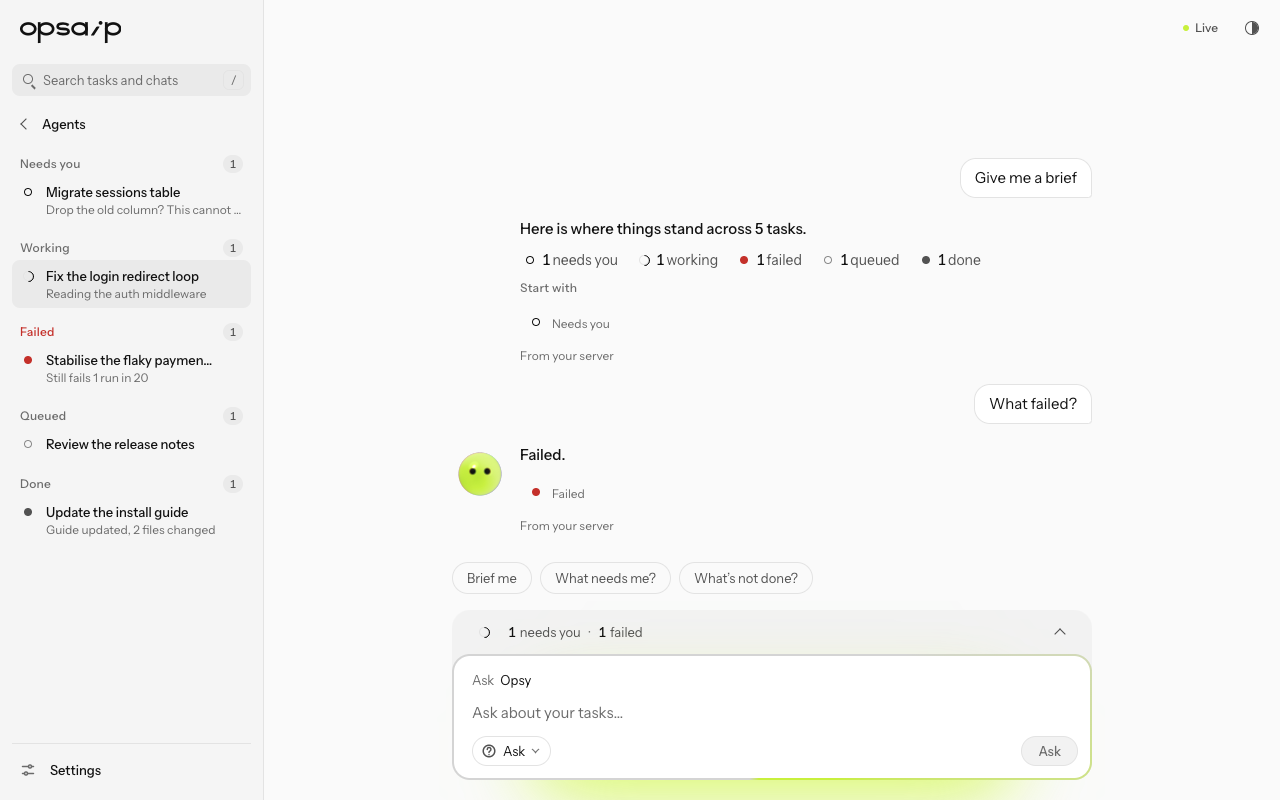 opsaip
Search tasks and chats /
Agents
Needs you 1
Migrate sessions table
Drop the old column? This cannot ...
Working 1
Fix the login redirect loop
Reading the auth middleware
Failed 1
Stabilise the flaky paymen...
Still fails 1 run in 20
Queued 1
Review the release notes
Done 1
Update the install guide
Guide updated, 2 files changed
Settings
Live
Give me a brief
Here is where things stand across 5 tasks.
1 needs you 1 working 1 failed 1 queued 1 done
Start with
Needs you
From your server
What failed?
Failed.
Failed
From your server
Brief me What needs me? What's not done?
1 needs you · 1 failed
Ask Opsy
Ask about your tasks...
Ask Ask